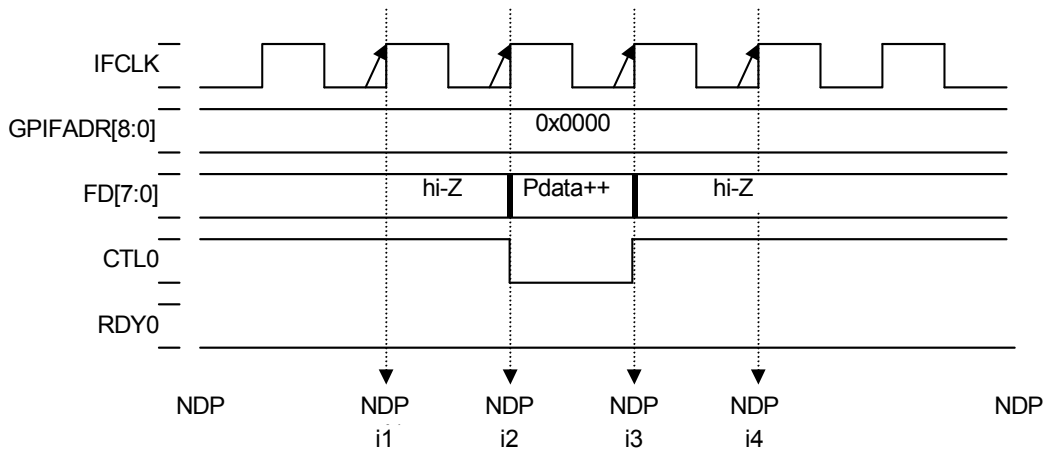 IFCLK
GPIFADR[8:0]
0x0000
FD[7:0]
hi-Z Pdata++ hi-Z
CTL0
RDY0
NDP NDP NDP NDP NDP NDP
i1 i2 i3 i4